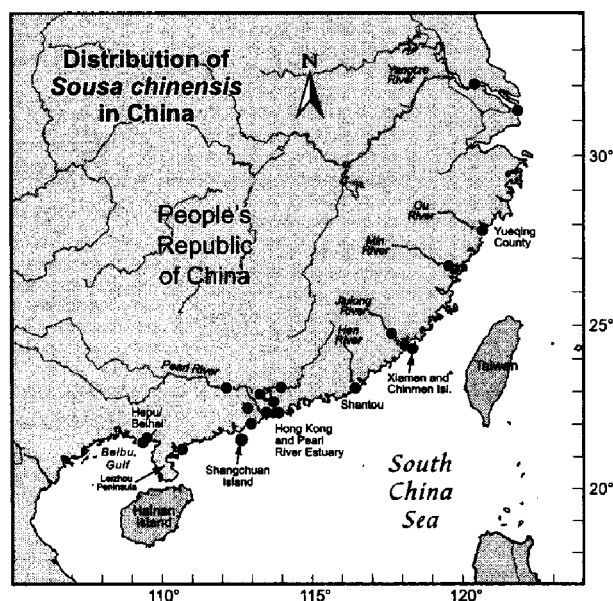 Distribution of
Sousa chinensis
in China
N
Yangtze
River
30°
People's
Republic
of China
Ou
River
Yueqing
County
Min
River
Jiulong
River
Han
River
25°
Pearl River
Taiwan
Xiamen and
Chinmen Isl.
Shantou
Hepu/
Beihai
Hong Kong
and Pearl
River Estuary
Beibu
Gulf
Leizhou
Peninsula
Shangchuan
Island
South
China
Sea
20°
Hainan
Island
110°
115°
120°